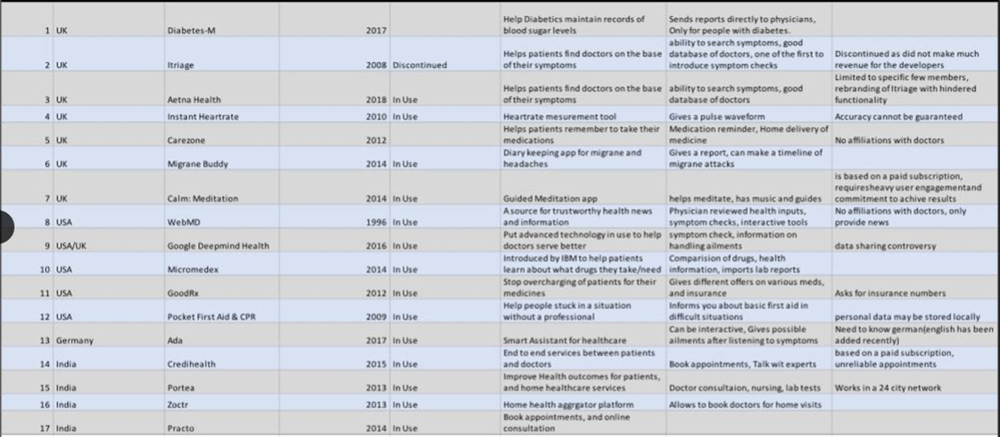 1 UK Diabetes-M 2017 Help Diabetics maintain records of blood sugar levels Sends reports directly to physicians, Only for people with diabetes.
2 UK Itriage 2008 Discontinued Helps patients find doctors on the base of their symptoms ability to search symptoms, good database of doctors, one of the first to introduce symptom checks Discontinued as did not make much revenue for the developers
3 UK Aetna Health 2018 In Use Helps patients find doctors on the base of their symptoms ability to search symptoms, good database of doctors Limited to specific few members, rebranding of Itriage with hindered functionality
4 UK Instant Heartrate 2010 In Use Heartrate mesurement tool Gives a pulse waveform Accuracy cannot be guaranteed
5 UK Carezone 2012 Helps patients remember to take their medications Medication reminder, Home delivery of medicine No affiliations with doctors
6 UK Migrane Buddy 2014 In Use Diary keeping app for migrane and headaches Gives a report, can make a timeline of migrane attacks
7 UK Calm: Meditation 2014 In Use Guided Meditation app helps meditate, has music and guides is based on a paid subscription, requiresheavy user engagementand commitment to achive results
8 USA WebMD 1996 In Use A source for trustworthy health news and information Physician reviewed health inputs, symptom checks, interactive tools No affiliations with doctors, only provide news
9 USA/UK Google Deepmind Health 2016 In Use Put advanced technology in use to help doctors serve better symptom check, information on handling ailments data sharing controversy
10 USA Micromedex 2014 In Use Introduced by IBM to help patients learn about what drugs they take/need Comparision of drugs, health information, imports lab reports
11 USA GoodRx 2012 In Use Stop overcharging of patients for their medicines Gives different offers on various meds, and insurance Asks for insurance numbers
12 USA Pocket First Aid & CPR 2009 In Use Help people stuck in a situation without a professional Informs you about basic first aid in difficult situations personal data may be stored locally
13 Germany Ada 2017 In Use Smart Assistant for healthcare Can be interactive, Gives possible ailments after listening to symptoms Need to know german(english has been added recently)
14 India Credihealth 2015 In Use End to end services between patients and doctors Book appointments, Talk wit experts based on a paid subscription, unreliable appointments
15 India Portea 2013 In Use Improve Health outcomes for patients, and home healthcare services Doctor consultaion, nursing, lab tests Works in a 24 city network
16 India Zoctr 2013 In Use Home health aggrgator platform Allows to book doctors for home visits
17 India Practo 2014 In Use Book appointments, and online consultation